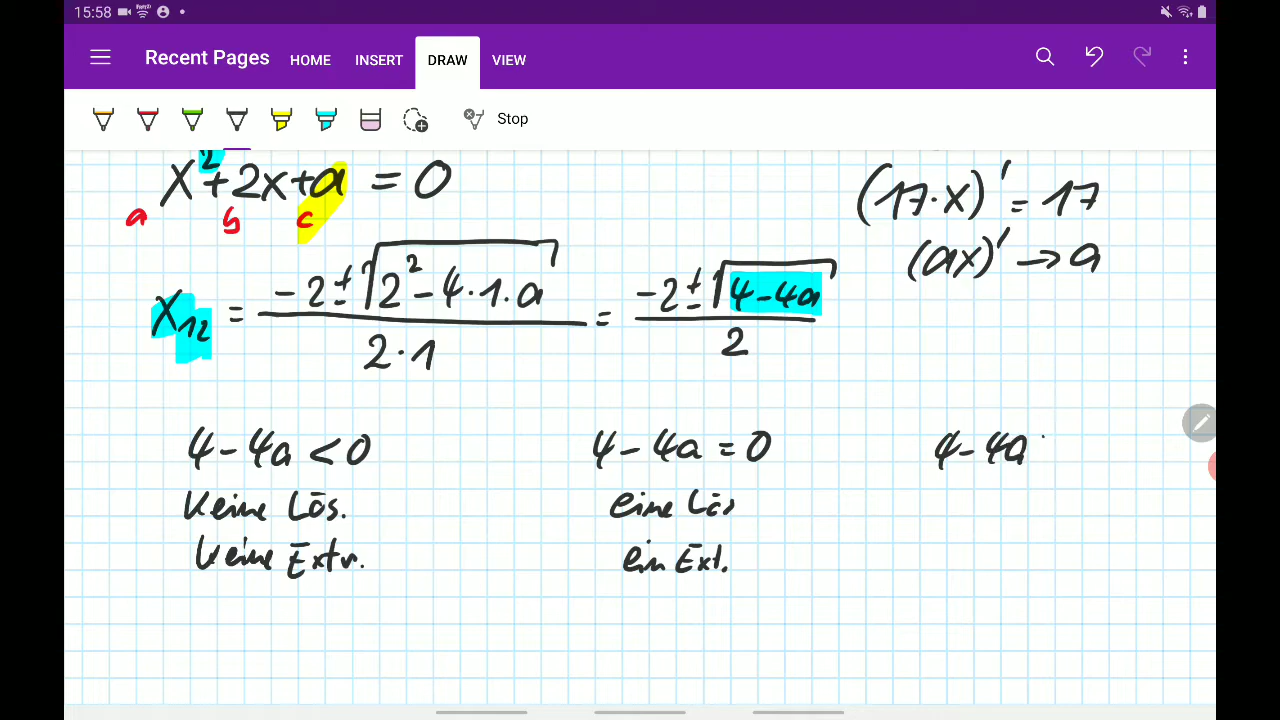 15:58
Recent Pages HOME INSERT DRAW VIEW
Stop
x²+2x+a = 0
a b c
(17·x)' = 17
(ax)' → a
x₁₂ = (-2 ± √(2² - 4·1·a)) / (2·1) = (-2 ± √(4-4a)) / 2
4-4a < 0
keine Lös.
keine Extr.
4-4a = 0
eine Lös
ein Ext.
4-4a